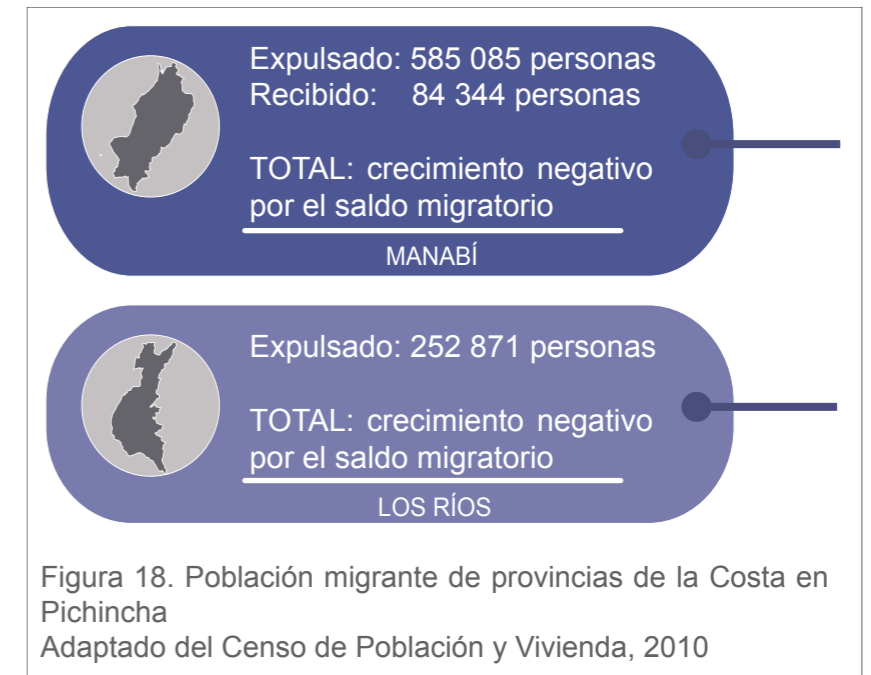 Expulsado: 585 085 personas
Recibido: 84 344 personas
TOTAL: crecimiento negativo
por el saldo migratorio
MANABÍ
Expulsado: 252 871 personas
TOTAL: crecimiento negativo
por el saldo migratorio
LOS RÍOS
Figura 18. Población migrante de provincias de la Costa en
Pichincha
Adaptado del Censo de Población y Vivienda, 2010